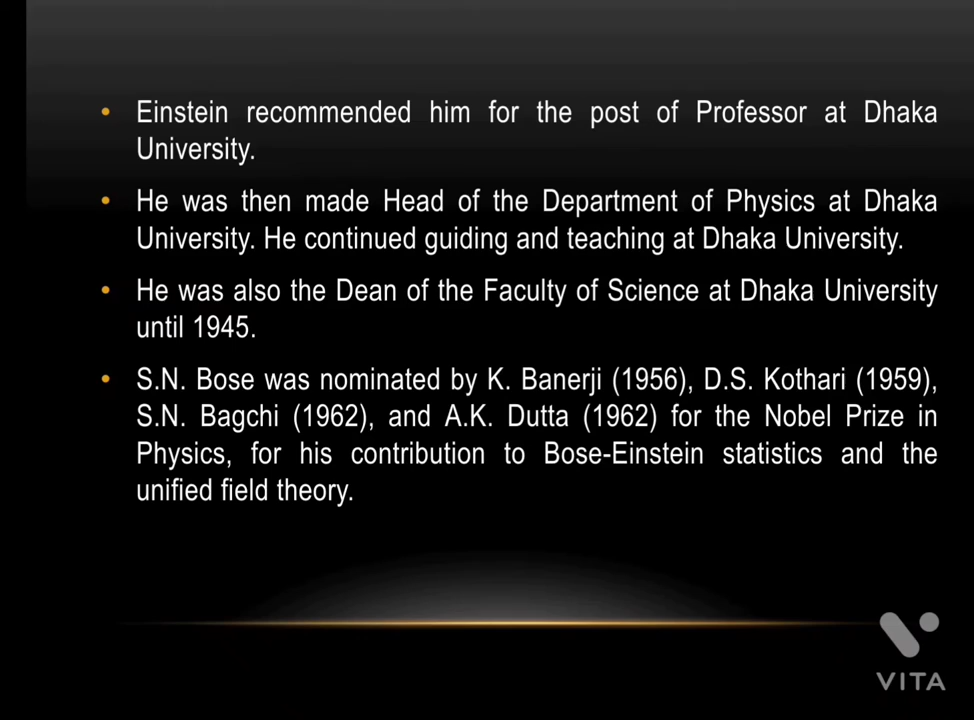 • Einstein recommended him for the post of Professor at Dhaka
University.
• He was then made Head of the Department of Physics at Dhaka
University. He continued guiding and teaching at Dhaka University.
• He was also the Dean of the Faculty of Science at Dhaka University
until 1945.
• S.N. Bose was nominated by K. Banerji (1956), D.S. Kothari (1959),
S.N. Bagchi (1962), and A.K. Dutta (1962) for the Nobel Prize in
Physics, for his contribution to Bose-Einstein statistics and the
unified field theory.
VITA